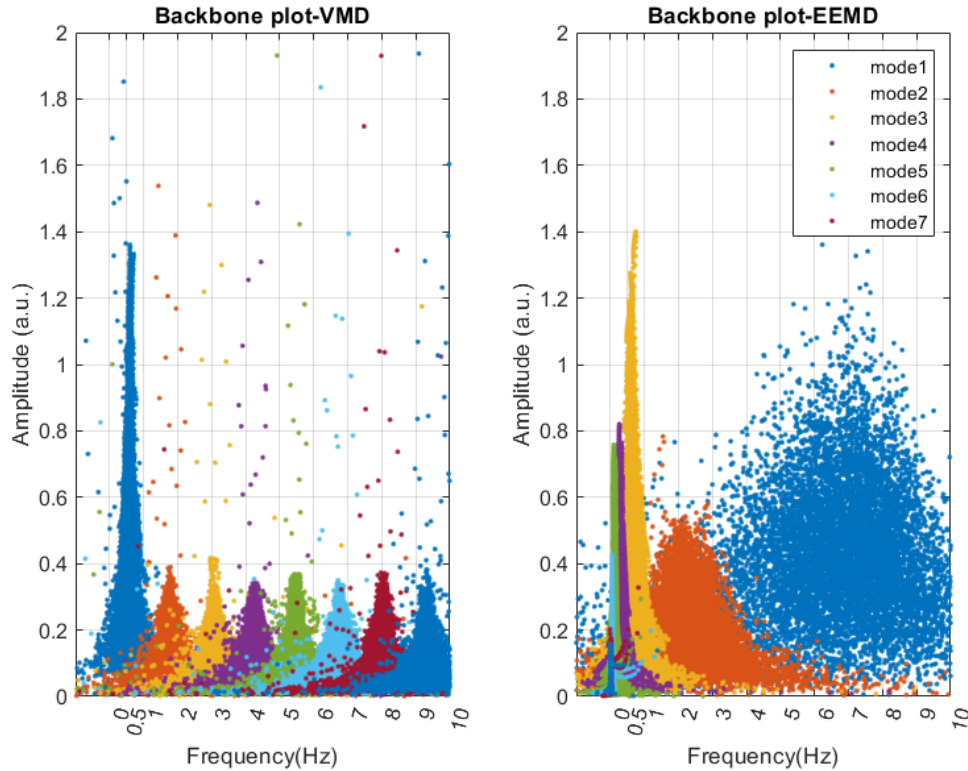 Backbone plot-VMD
2
1.8
1.6
1.4
1.2
1
0.8
0.6
0.4
0.2
0
Amplitude (a.u.)
0 0.5 1 2 3 4 5 6 7 8 9 10
Frequency(Hz)
Backbone plot-EEMD
2
1.8
1.6
1.4
1.2
1
0.8
0.6
0.4
0.2
0
Amplitude (a.u.)
0 0.5 1 2 3 4 5 6 7 8 9 10
Frequency(Hz)
mode1
mode2
mode3
mode4
mode5
mode6
mode7